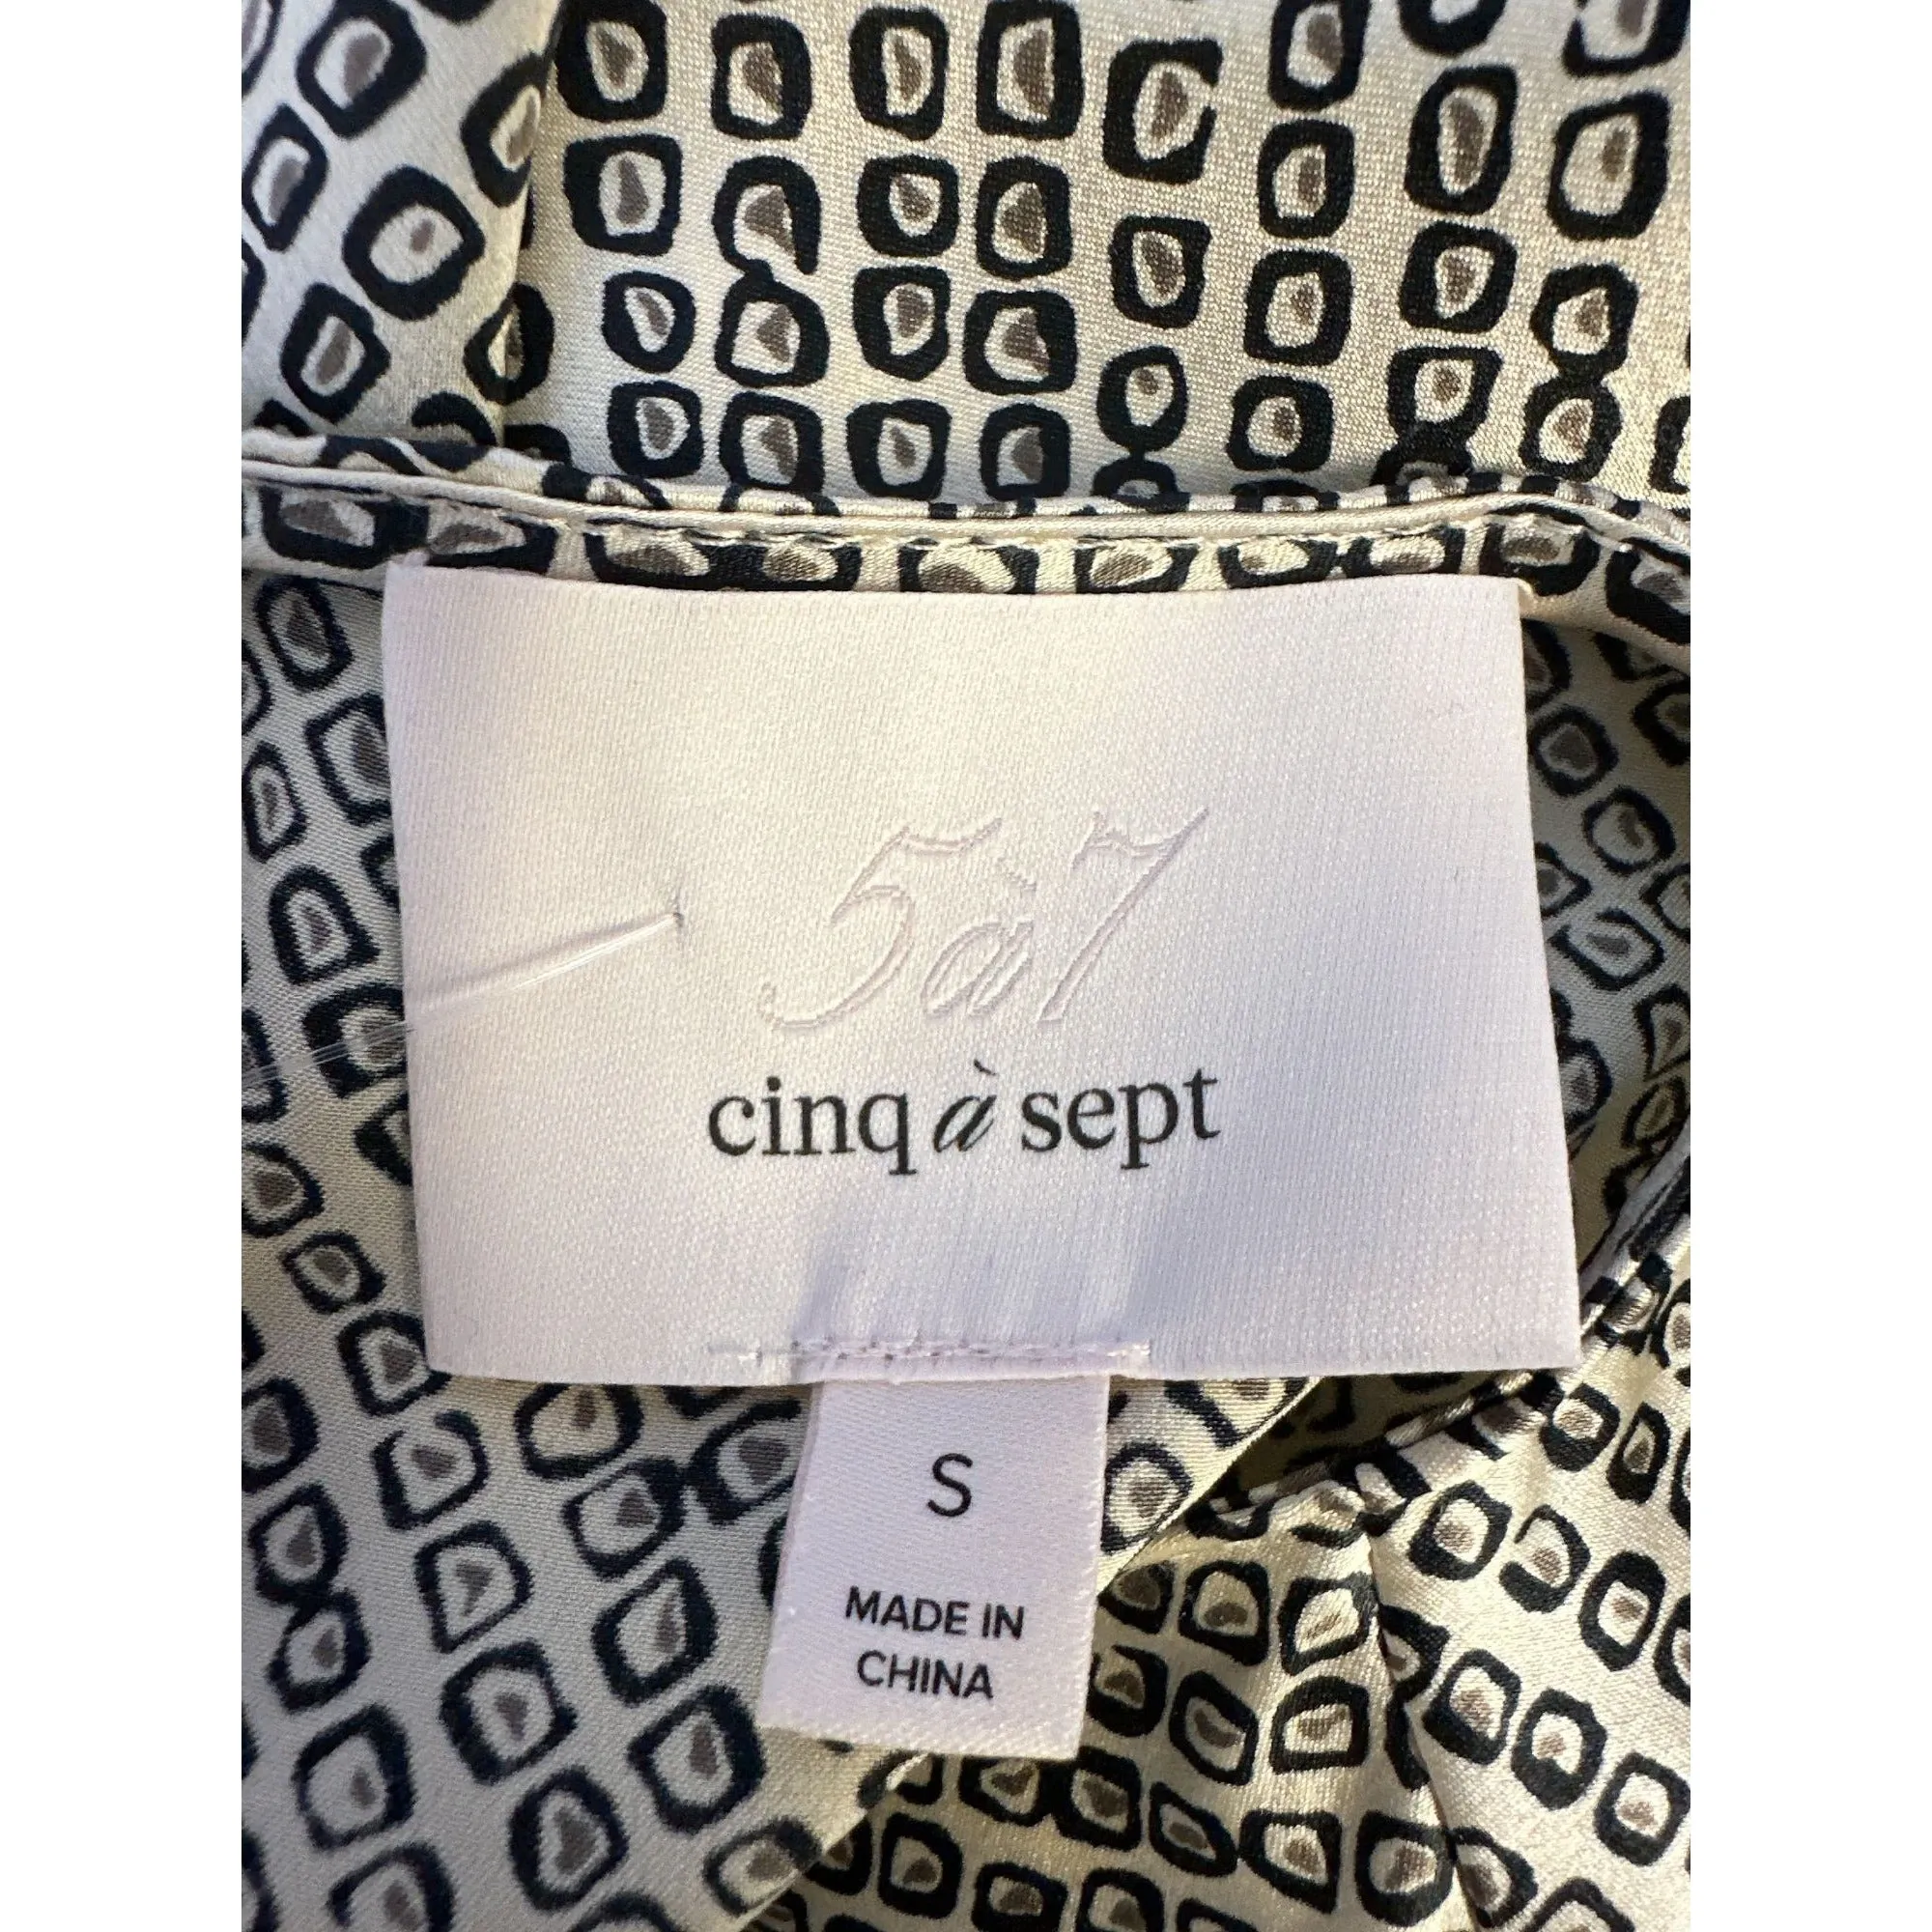 5à7
cinq à sept
S
MADE IN
CHINA